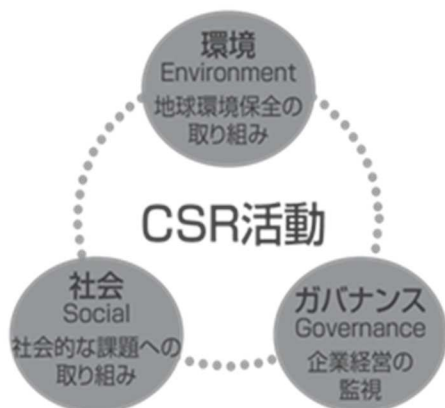 環境
Environment
地球環境保全の
取り組み
CSR活動
社会
Social
社会的な課題への
取り組み
ガバナンス
Governance
企業経営の
監視